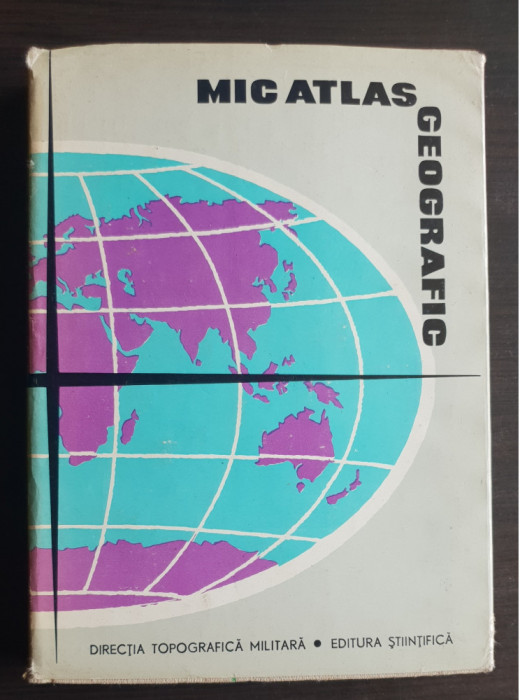 MIC ATLAS
GEOGRAFIC
DIRECȚIA TOPOGRAFICĂ MILITARĂ • EDITURA ȘTIINȚIFICĂ